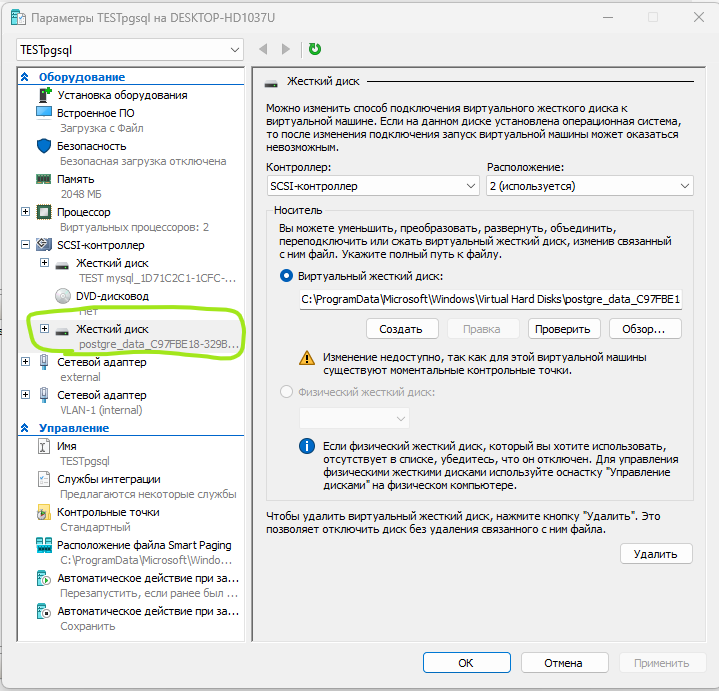 Параметры TESTpgsql на DESKTOP-HD1037U
TESTpgsql
Оборудование
Установка оборудования
Встроенное ПО
Загрузка с Файл
Безопасность
Безопасная загрузка отключена
Память
2048 МБ
Процессор
Виртуальных процессоров: 2
SCSI-контроллер
Жесткий диск
TEST mysql_1D71C2C1-1CFC-...
DVD-дисковод
Нет
Жесткий диск
postgre_data_C97FBE18-329B...
Сетевой адаптер
external
Сетевой адаптер
VLAN-1 (internal)
Управление
Имя
TESTpgsql
Службы интеграции
Предлагаются некоторые службы
Контрольные точки
Стандартный
Расположение файла Smart Paging
C:\ProgramData\Microsoft\Windo...
Автоматическое действие при за...
Перезапустить, если ранее был ...
Автоматическое действие при за...
Сохранить
Жесткий диск
Можно изменить способ подключения виртуального жесткого диска к
виртуальной машине. Если на данном диске установлена операционная система,
то после изменения подключения запуск виртуальной машины может оказаться
невозможным.
Контроллер:
Расположение:
SCSI-контроллер
2 (используется)
Носитель
Вы можете уменьшить, преобразовать, развернуть, объединить,
переподключить или сжать виртуальный жесткий диск, изменив связанный
с ним файл. Укажите полный путь к файлу.
Виртуальный жесткий диск:
C:\ProgramData\Microsoft\Windows\Virtual Hard Disks\postgre_data_C97FBE1
Создать
Правка
Проверить
Обзор...
Изменение недоступно, так как для этой виртуальной машины
существуют моментальные контрольные точки.
Физический жесткий диск:
Если физический жесткий диск, который вы хотите использовать,
отсутствует в списке, убедитесь, что он отключен. Для управления
физическими жесткими дисками используйте оснастку "Управление
дисками" на физическом компьютере.
Чтобы удалить виртуальный жесткий диск, нажмите кнопку "Удалить". Это
позволяет отключить диск без удаления связанного с ним файла.
Удалить
ОК
Отмена
Применить